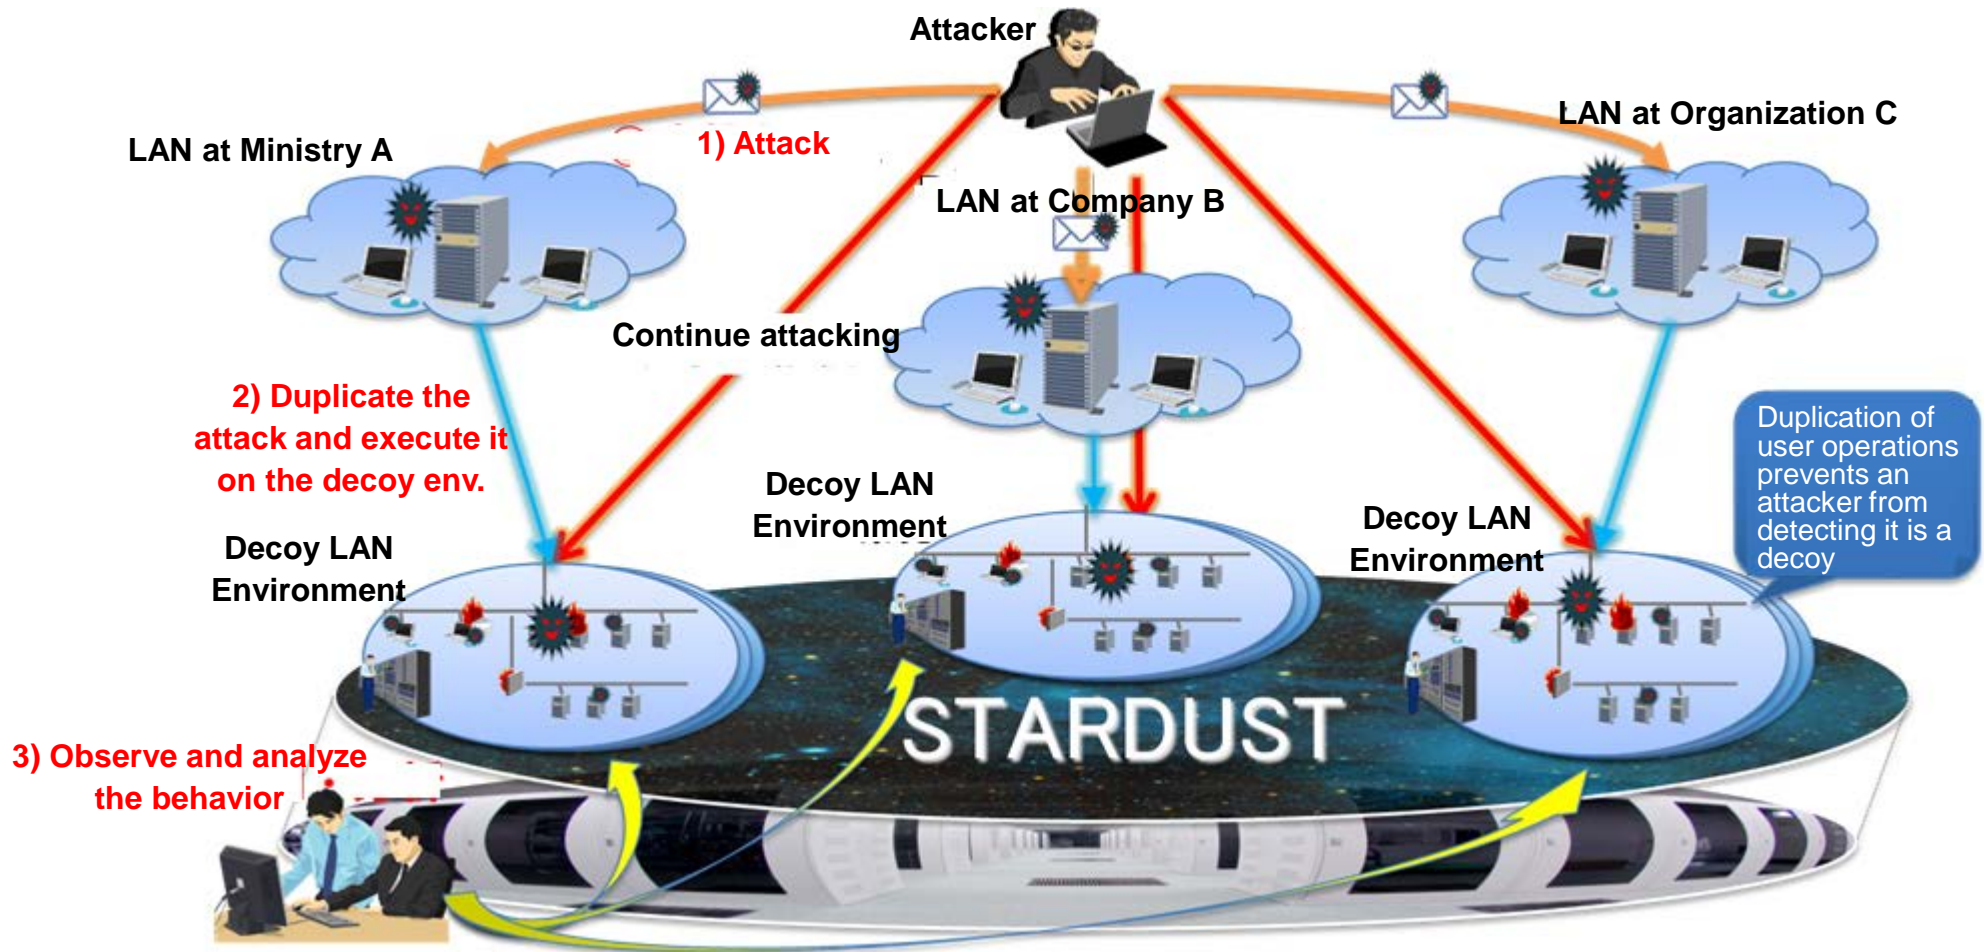 Attacker
1) Attack
LAN at Ministry A
LAN at Organization C
LAN at Company B
Continue attacking
2) Duplicate the
attack and execute it
on the decoy env.
Duplication of
user operations
prevents an
attacker from
detecting it is a
decoy
Decoy LAN
Environment
Decoy LAN
Environment
Decoy LAN
Environment
STARDUST
3) Observe and analyze
the behavior